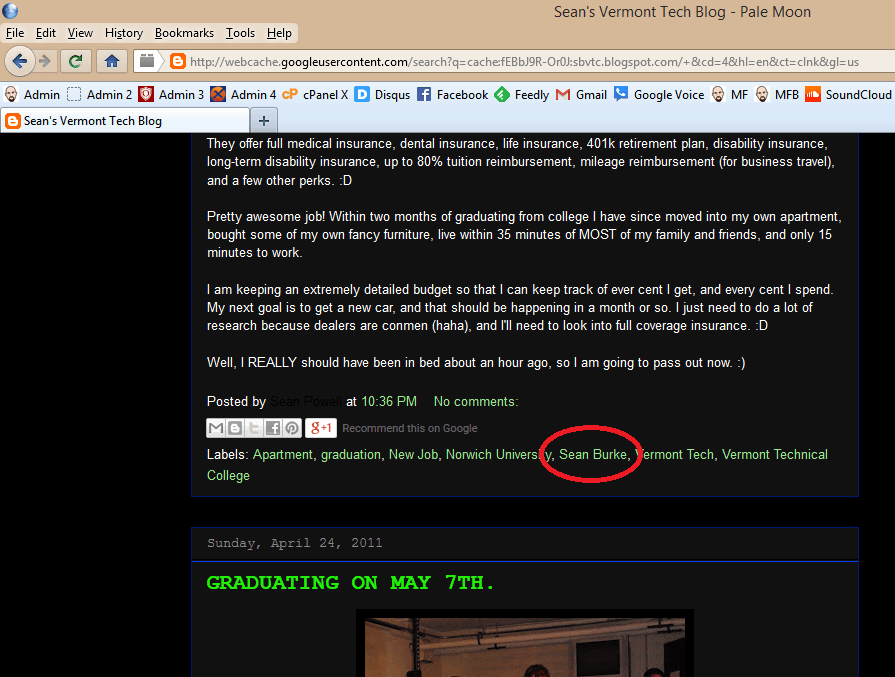 Sean's Vermont Tech Blog - Pale Moon
File Edit View History Bookmarks Tools Help
http://webcache.googleusercontent.com/search?q=cache:fEBbJ9R-Or0J:sbvtc.blogspot.com/+&cd=4&hl=en&ct=clnk&gl=us
Admin Admin 2 Admin 3 Admin 4 cP cPanel X Disqus Facebook Feedly Gmail Google Voice MF MFB SoundCloud
Sean's Vermont Tech Blog
They offer full medical insurance, dental insurance, life insurance, 401k retirement plan, disability insurance,
long-term disability insurance, up to 80% tuition reimbursement, mileage reimbursement (for business travel),
and a few other perks. :D
Pretty awesome job! Within two months of graduating from college I have since moved into my own apartment,
bought some of my own fancy furniture, live within 35 minutes of MOST of my family and friends, and only 15
minutes to work.
I am keeping an extremely detailed budget so that I can keep track of ever cent I get, and every cent I spend.
My next goal is to get a new car, and that should be happening in a month or so. I just need to do a lot of
research because dealers are conmen (haha), and I'll need to look into full coverage insurance. :D
Well, I REALLY should have been in bed about an hour ago, so I am going to pass out now. :)
Posted by Sean Powell at 10:36 PM No comments:
g+1 Recommend this on Google
Labels: Apartment, graduation, New Job, Norwich University, Sean Burke, Vermont Tech, Vermont Technical
College
Sunday, April 24, 2011
GRADUATING ON MAY 7TH.